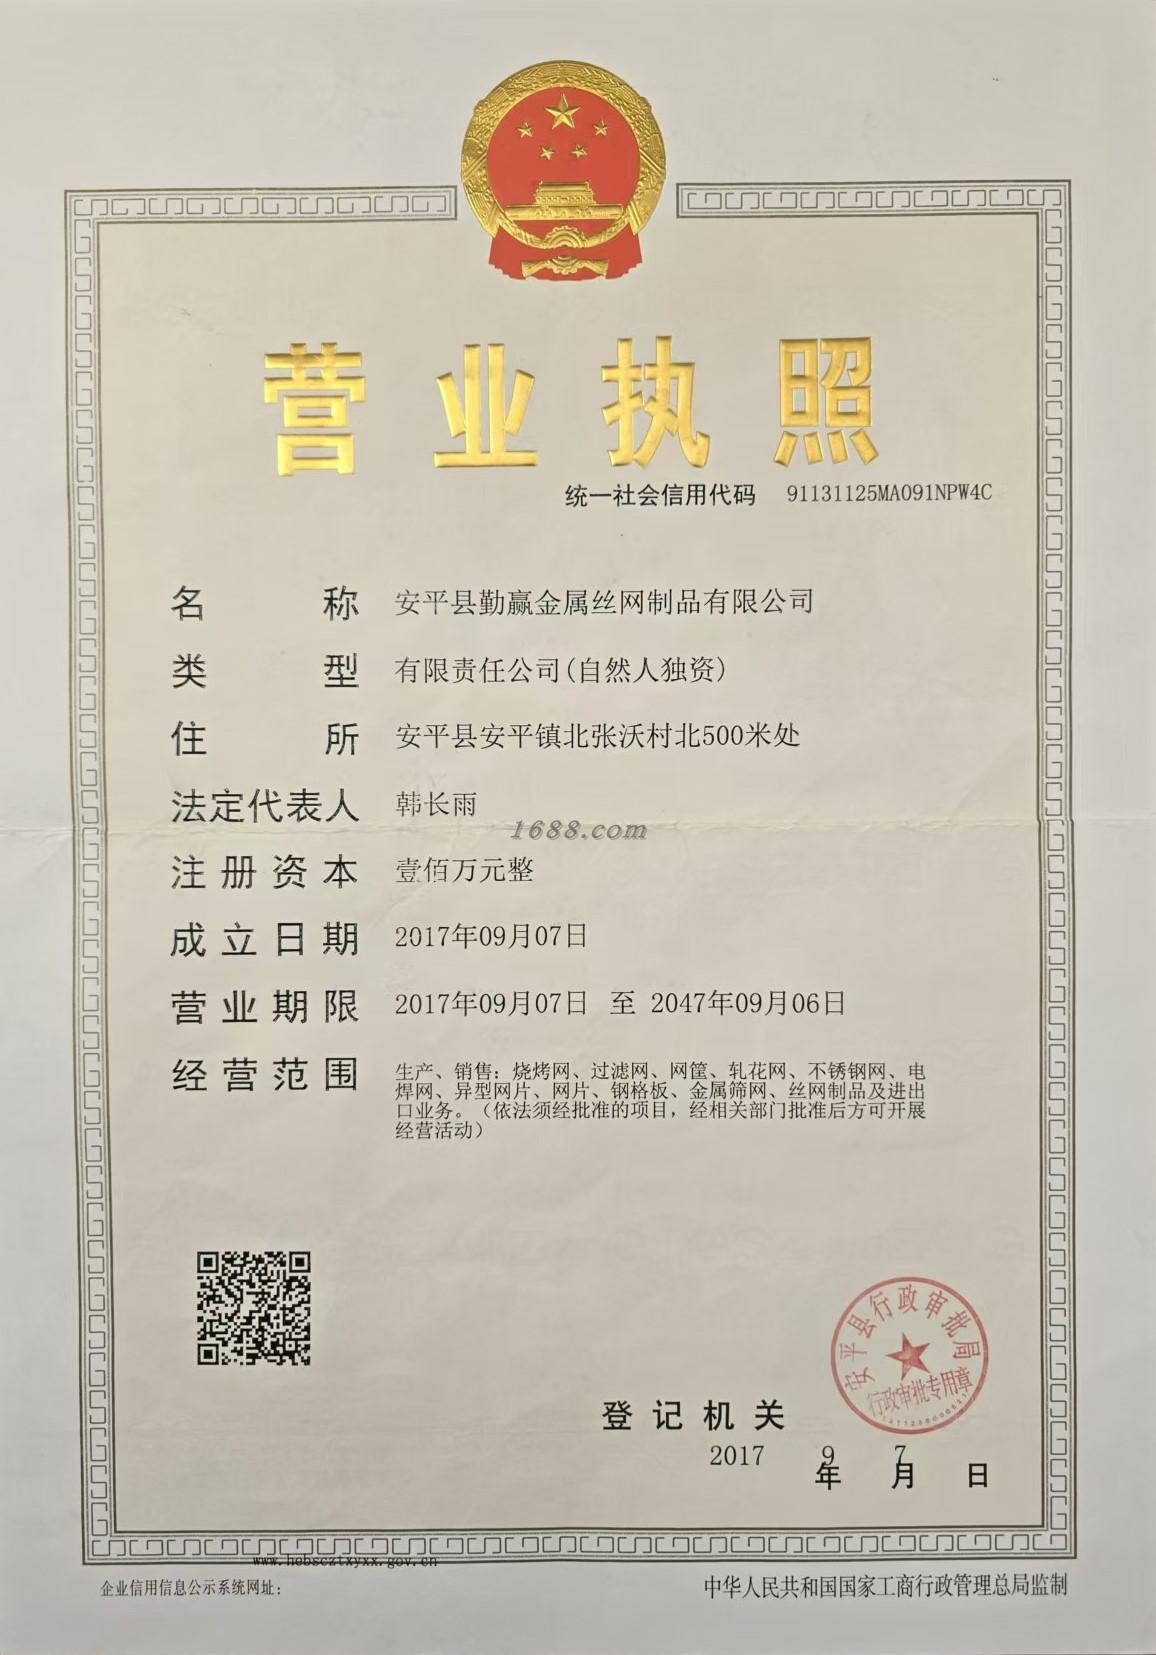 营业执照
统一社会信用代码 91131125MA091NPW4C
名称 安平县勤赢金属丝网制品有限公司
类型 有限责任公司(自然人独资)
住所 安平县安平镇北张沃村北500米处
法定代表人 韩长雨
1688.com
注册资本 壹佰万元整
成立日期 2017年09月07日
营业期限 2017年09月07日 至 2047年09月06日
经营范围 生产、销售：烧烤网、过滤网、网筐、轧花网、不锈钢网、电
焊网、异型网片、网片、钢格板、金属筛网、丝网制品及进出
口业务。（依法须经批准的项目，经相关部门批准后方可开展
经营活动）
安平县行政审批局
行政审批专用章
登记机关
2017年9月7日
www.hebscztxyxx.gov.cn
企业信用信息公示系统网址：
中华人民共和国国家工商行政管理总局监制